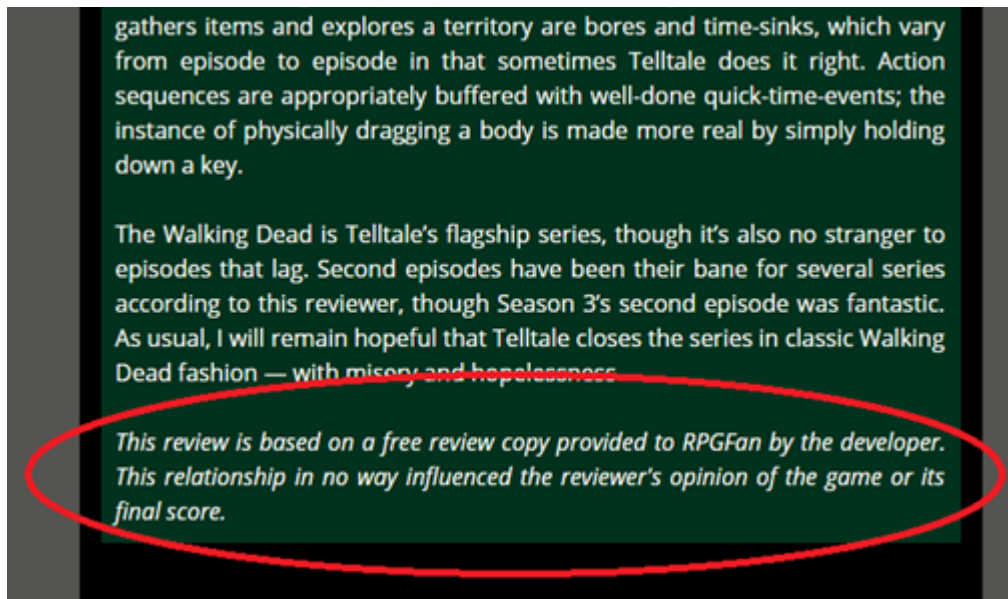 gathers items and explores a territory are bores and time-sinks, which vary
from episode to episode in that sometimes Telltale does it right. Action
sequences are appropriately buffered with well-done quick-time-events; the
instance of physically dragging a body is made more real by simply holding
down a key.
The Walking Dead is Telltale’s flagship series, though it’s also no stranger to
episodes that lag. Second episodes have been their bane for several series
according to this reviewer, though Season 3’s second episode was fantastic.
As usual, I will remain hopeful that Telltale closes the series in classic Walking
Dead fashion — with misery and hopelessness
This review is based on a free review copy provided to RPGFan by the developer.
This relationship in no way influenced the reviewer's opinion of the game or its
final score.